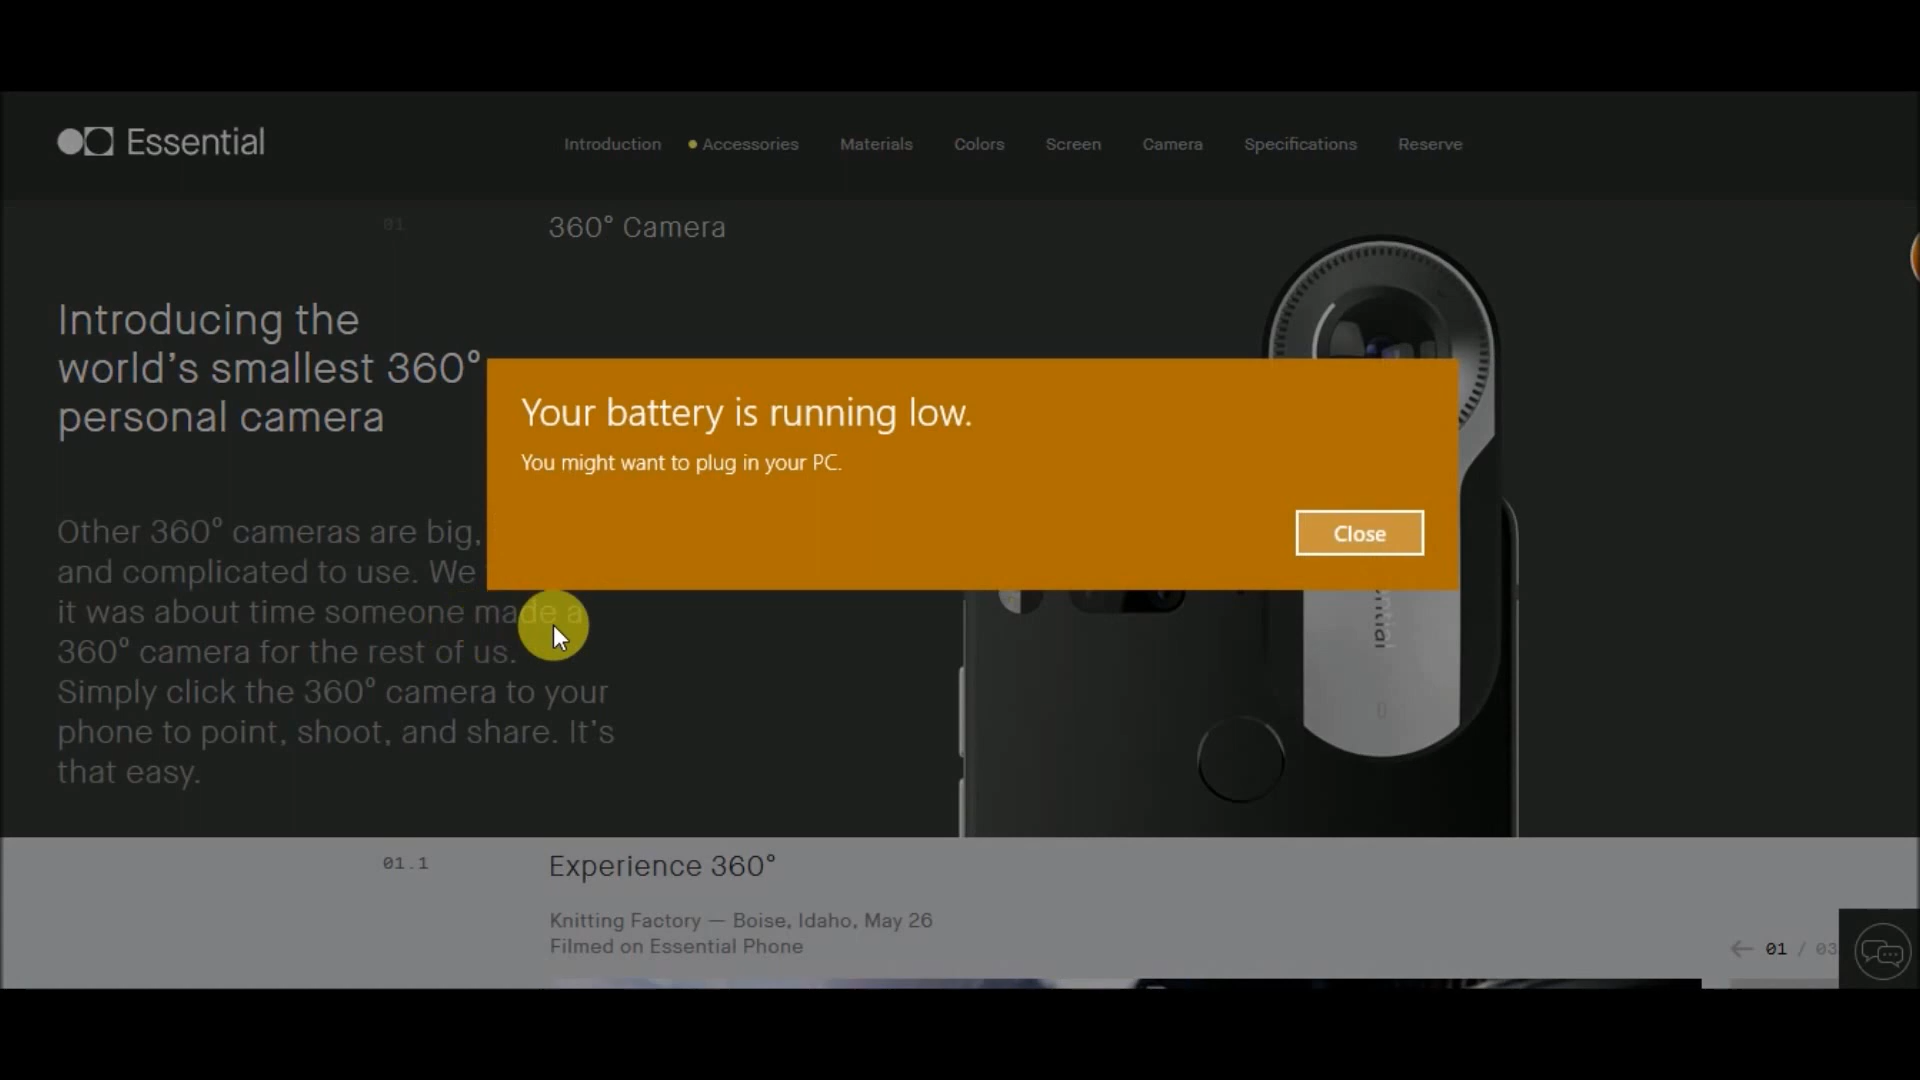 Essential
Introduction
Accessories
Materials
Colors
Screen
Camera
Specifications
Reserve
01
360° Camera
Introducing the
world's smallest 360°
personal camera
Your battery is running low.
You might want to plug in your PC.
Close
Other 360° cameras are big,
and complicated to use. We
it was about time someone made a
360° camera for the rest of us.
Simply click the 360° camera to your
phone to point, shoot, and share. It's
that easy.
01.1
Experience 360°
Knitting Factory — Boise, Idaho, May 26
Filmed on Essential Phone
← 01 / 03